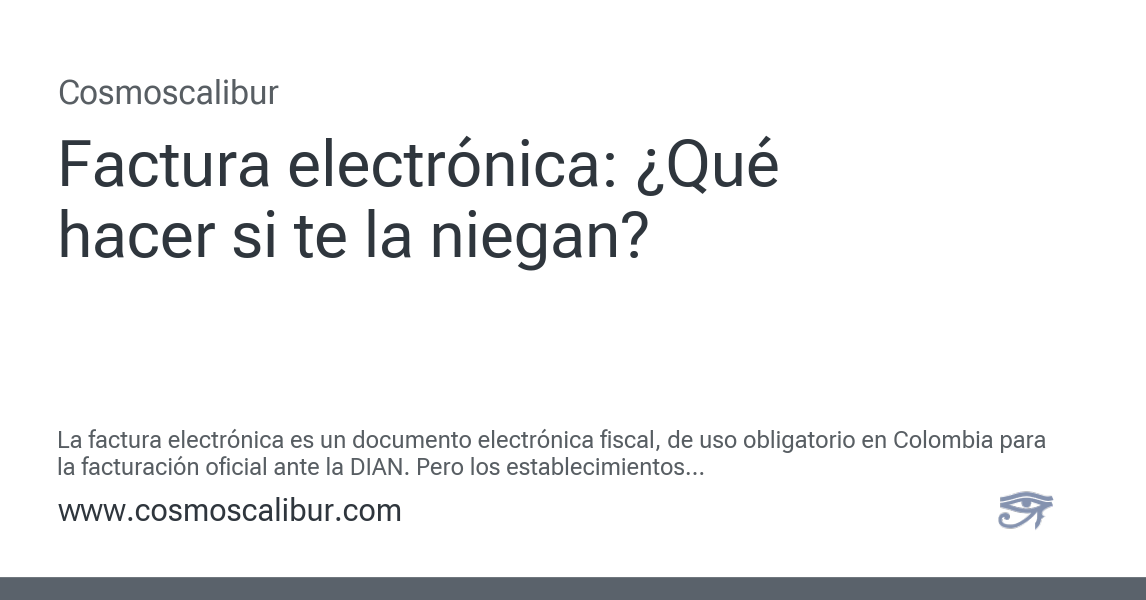 Cosmoscalibur
Factura electrónica: ¿Qué
hacer si te la niegan?
La factura electrónica es un documento electrónica fiscal, de uso obligatorio en Colombia para
la facturación oficial ante la DIAN. Pero los establecimientos...
www.cosmoscalibur.com